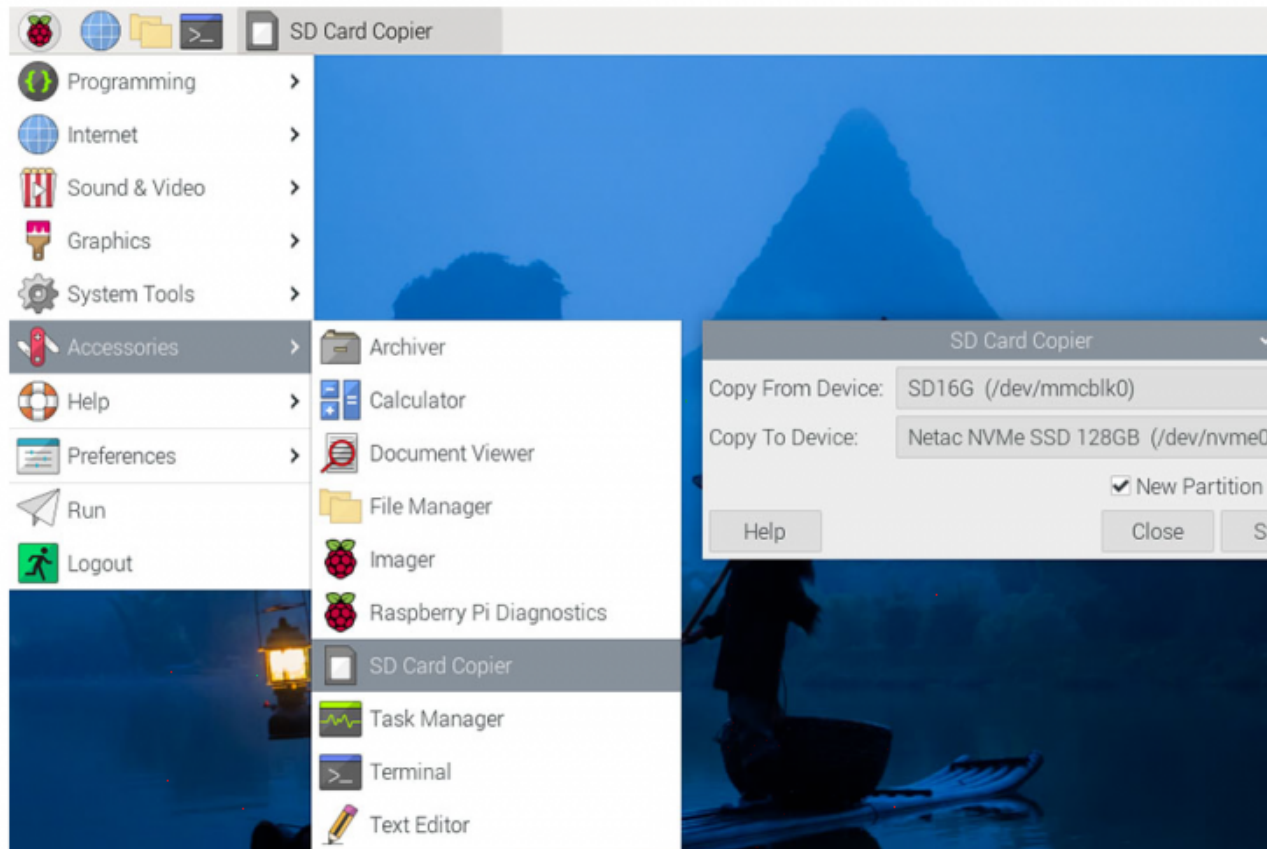 SD Card Copier
Programming
Internet
Sound & Video
Graphics
System Tools
Accessories
Help
Preferences
Run
Logout
Archiver
Calculator
Document Viewer
File Manager
Imager
Raspberry Pi Diagnostics
SD Card Copier
Task Manager
Terminal
Text Editor
SD Card Copier
Copy From Device: SD16G (/dev/mmcblk0)
Copy To Device: Netac NVMe SSD 128GB (/dev/nvme0
New Partition
Help Close S